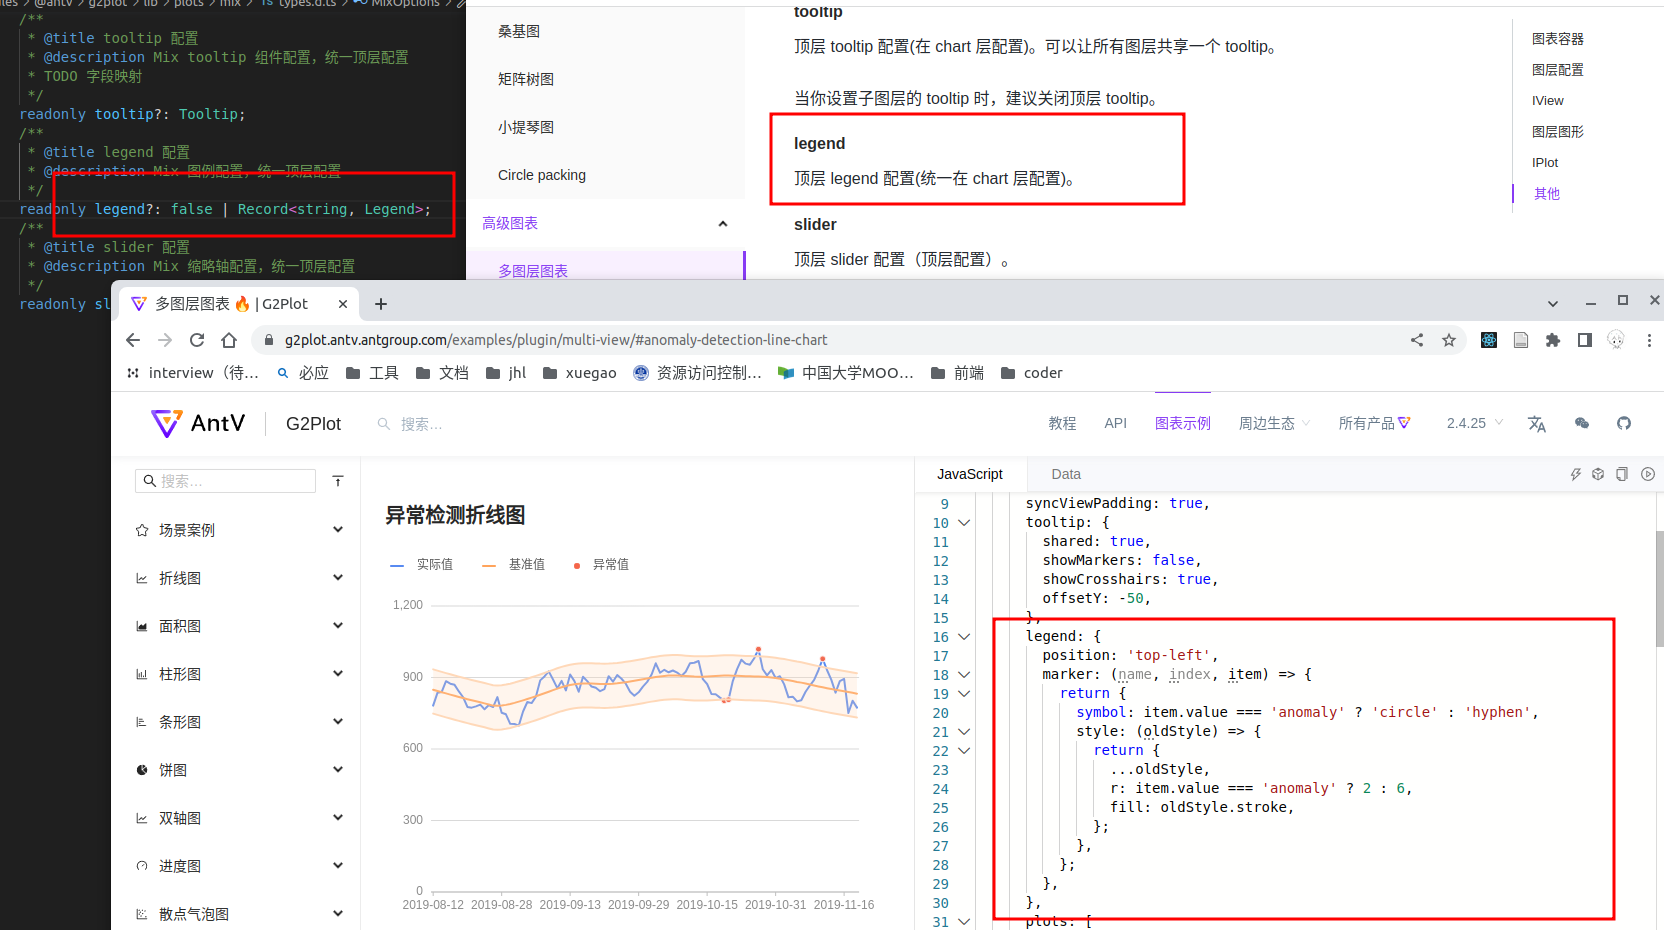 @antv > g2plot > lib > plots > mix > TS types.d.ts > MixOptions >
/**
* @title tooltip 配置
* @description Mix tooltip 组件配置，统一顶层配置
* TODO 字段映射
*/
readonly tooltip?: Tooltip;
/**
* @title legend 配置
* @description Mix 图例配置，统一顶层配置
*/
readonly legend?: false | Record<string, Legend>;
/**
* @title slider 配置
* @description Mix 缩略轴配置，统一顶层配置
*/
readonly sl
桑基图
矩阵树图
小提琴图
Circle packing
高级图表
多图层图表
tooltip
顶层 tooltip 配置(在 chart 层配置)。可以让所有图层共享一个 tooltip。
当你设置子图层的 tooltip 时，建议关闭顶层 tooltip。
legend
顶层 legend 配置(统一在 chart 层配置)。
slider
顶层 slider 配置（顶层配置）。
图表容器
图层配置
IView
图层图形
IPlot
其他
多图层图表 🔥 | G2Plot
g2plot.antv.antgroup.com/examples/plugin/multi-view/#anomaly-detection-line-chart
interview（待… 必应 工具 文档 jhl xuegao 资源访问控制… 中国大学MOO… 前端 coder
AntV G2Plot 搜索… 教程 API 图表示例 周边生态 所有产品 2.4.25
搜索…
场景案例
折线图
面积图
柱形图
条形图
饼图
双轴图
进度图
散点气泡图
异常检测折线图
实际值 基准值 异常值
1,200
900
600
300
0
2019-08-12 2019-08-28 2019-09-13 2019-09-29 2019-10-15 2019-10-31 2019-11-16
JavaScript Data
9 syncViewPadding: true,
10 tooltip: {
11 shared: true,
12 showMarkers: false,
13 showCrosshairs: true,
14 offsetY: -50,
15 },
16 legend: {
17 position: 'top-left',
18 marker: (name, index, item) => {
19 return {
20 symbol: item.value === 'anomaly' ? 'circle' : 'hyphen',
21 style: (oldStyle) => {
22 return {
23 ...oldStyle,
24 r: item.value === 'anomaly' ? 2 : 6,
25 fill: oldStyle.stroke,
26 };
27 },
28 };
29 },
30 },
31 plots: [